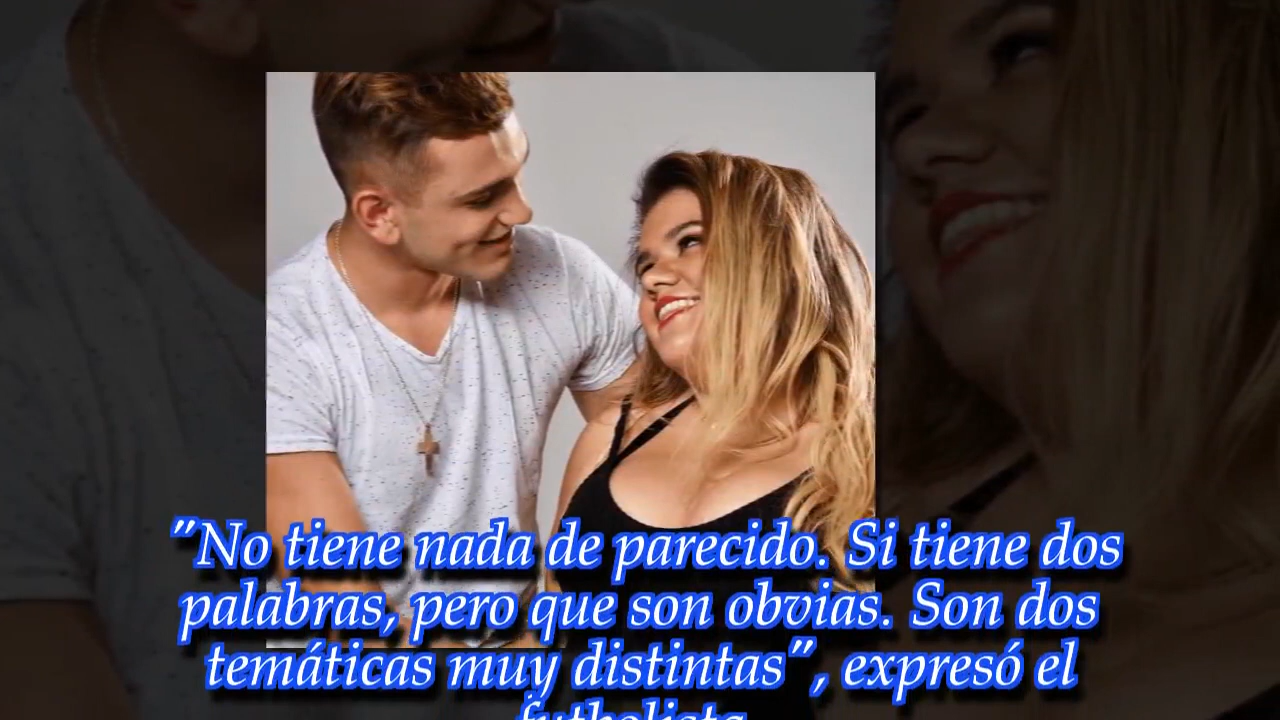 "No tiene nada de parecido. Si tiene dos
palabras, pero que son obvias. Son dos
temáticas muy distintas", expresó el
futbolista